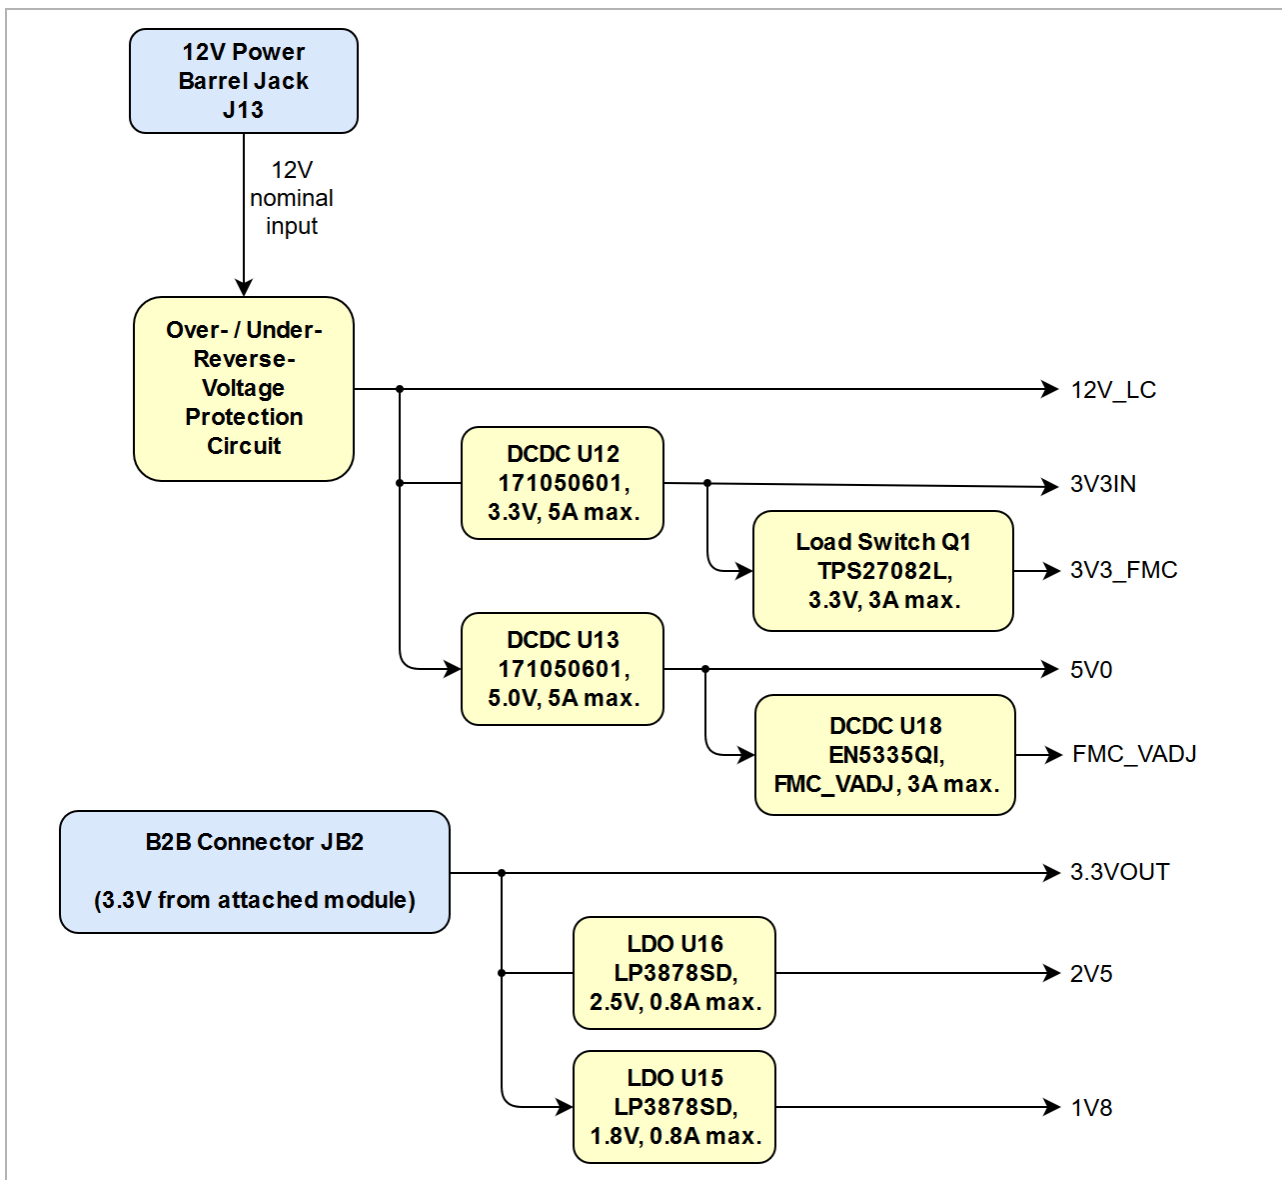 12V Power
Barrel Jack
J13
12V
nominal
input
Over- / Under-
Reverse-
Voltage
Protection
Circuit
12V_LC
DCDC U12
171050601,
3.3V, 5A max.
3V3IN
Load Switch Q1
TPS27082L,
3.3V, 3A max.
3V3_FMC
DCDC U13
171050601,
5.0V, 5A max.
5V0
DCDC U18
EN5335QI,
FMC_VADJ, 3A max.
FMC_VADJ
B2B Connector JB2
(3.3V from attached module)
3.3VOUT
LDO U16
LP3878SD,
2.5V, 0.8A max.
2V5
LDO U15
LP3878SD,
1.8V, 0.8A max.
1V8